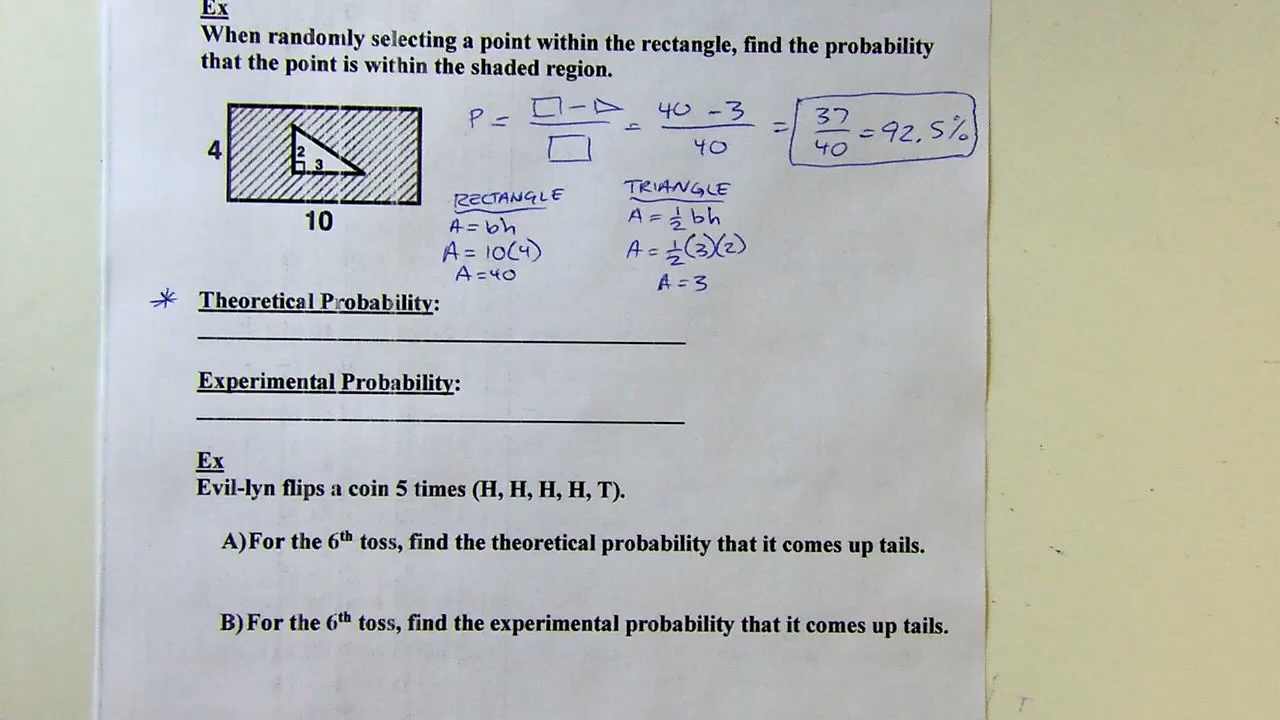 Ex
When randomly selecting a point within the rectangle, find the probability
that the point is within the shaded region.
4
2
3
10
P = □ - ◺ / □ = 40 - 3 / 40 = 37/40 = 92.5%
RECTANGLE
A = bh
A = 10(4)
A = 40
TRIANGLE
A = 1/2 bh
A = 1/2 (3)(2)
A = 3
* Theoretical Probability:
Experimental Probability:
Ex
Evil-lyn flips a coin 5 times (H, H, H, H, T).
A) For the 6th toss, find the theoretical probability that it comes up tails.
B) For the 6th toss, find the experimental probability that it comes up tails.